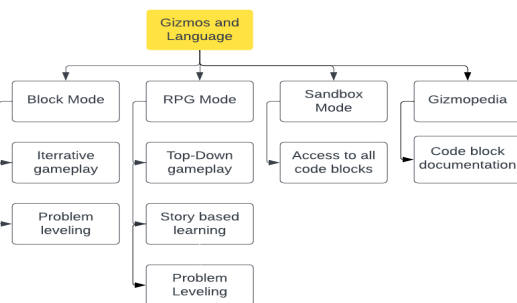 Gizmos and
Language
Block Mode
RPG Mode
Sandbox
Mode
Gizmopedia
Iterrative
gameplay
Top-Down
gameplay
Access to all
code blocks
Code block
documentation
Problem
leveling
Story based
learning
Problem
Leveling